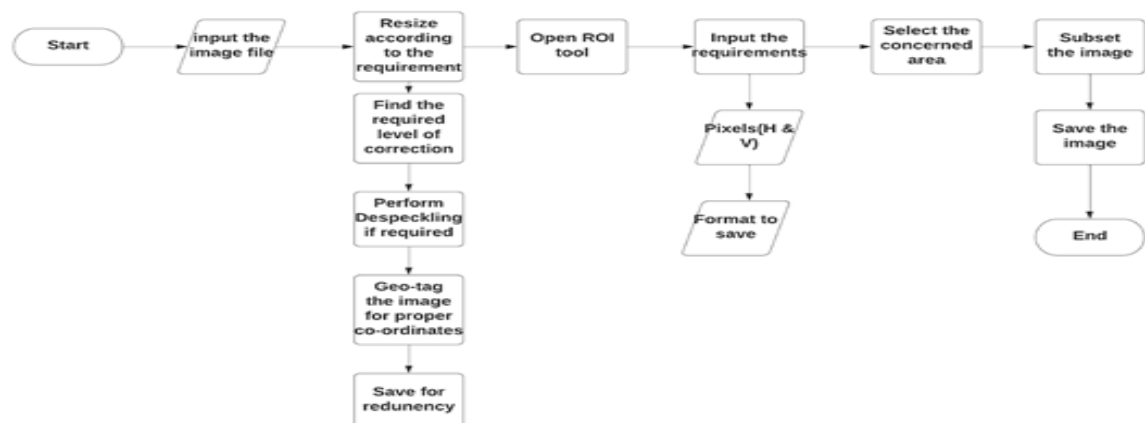 Start
input the
image file
Resize
according
to the
requirement
Open ROI
tool
Input the
requirements
Select the
concerned
area
Subset
the image
Find the
required
level of
correction
Pixels(H &
V)
Save the
image
Perform
Despeckling
if required
Format to
save
End
Geo-tag
the image
for proper
co-ordinates
Save for
redunency